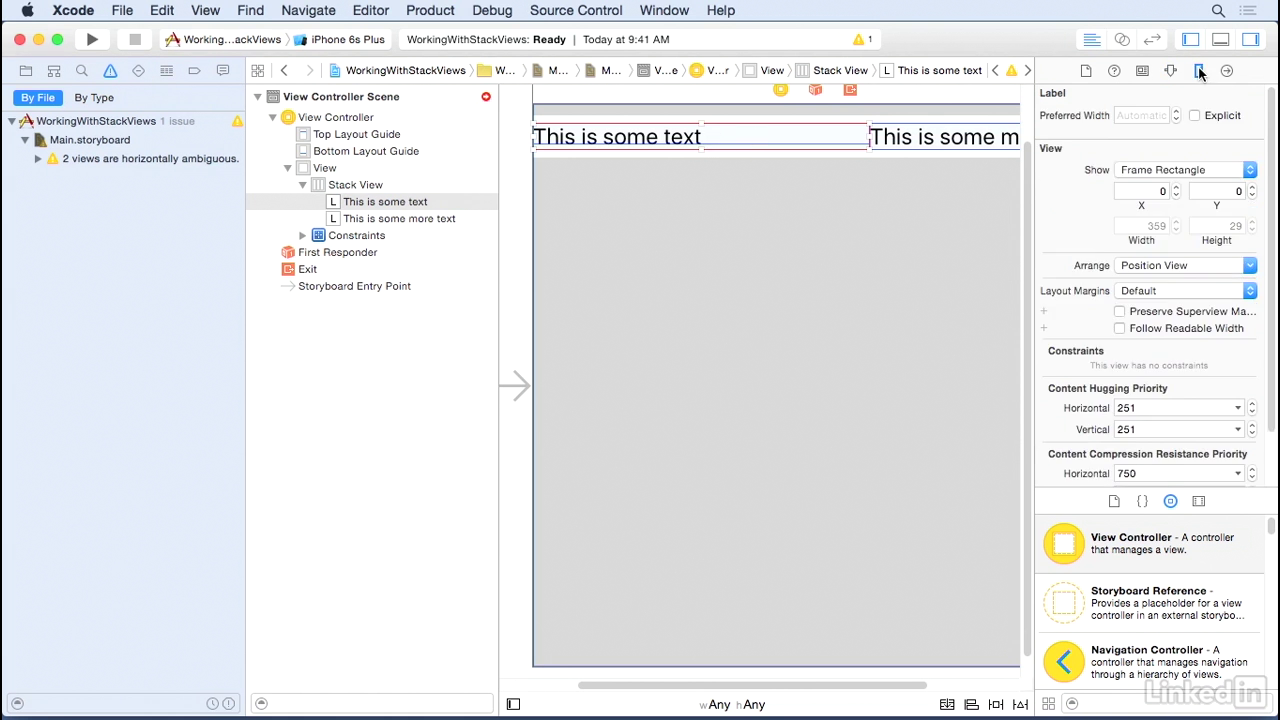 Xcode File Edit View Find Navigate Editor Product Debug Source Control Window Help
Working...ackViews iPhone 6s Plus WorkingWithStackViews: Ready Today at 9:41 AM 1
WorkingWithStackViews W... M... M... V...e V...r View Stack View L This is some text
By File By Type
WorkingWithStackViews 1 issue
Main.storyboard
2 views are horizontally ambiguous.
View Controller Scene
View Controller
Top Layout Guide
Bottom Layout Guide
View
Stack View
L This is some text
L This is some more text
Constraints
First Responder
Exit
Storyboard Entry Point
This is some text This is some m
wAny hAny
Label
Preferred Width Automatic Explicit
View
Show Frame Rectangle
0 0
X Y
359 29
Width Height
Arrange Position View
Layout Margins Default
Preserve Superview Ma...
Follow Readable Width
Constraints
This view has no constraints
Content Hugging Priority
Horizontal 251
Vertical 251
Content Compression Resistance Priority
Horizontal 750
View Controller - A controller
that manages a view.
Storyboard Reference -
Provides a placeholder for a view
controller in an external storybo...
Navigation Controller - A
controller that manages navigation
through a hierarchy of views.
Linked in